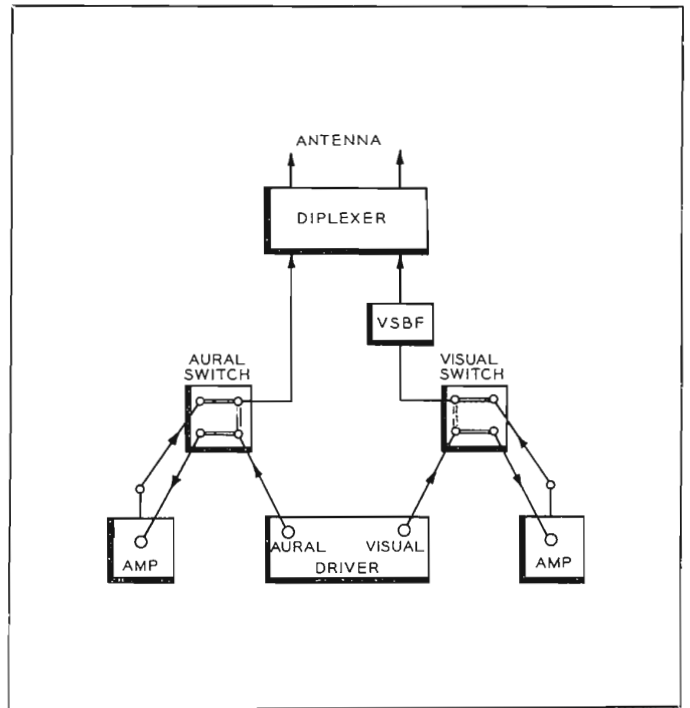 ANTENNA
DIPLEXER
VSBF
AURAL
SWITCH
VISUAL
SWITCH
AMP
AURAL
VISUAL
DRIVER
AMP